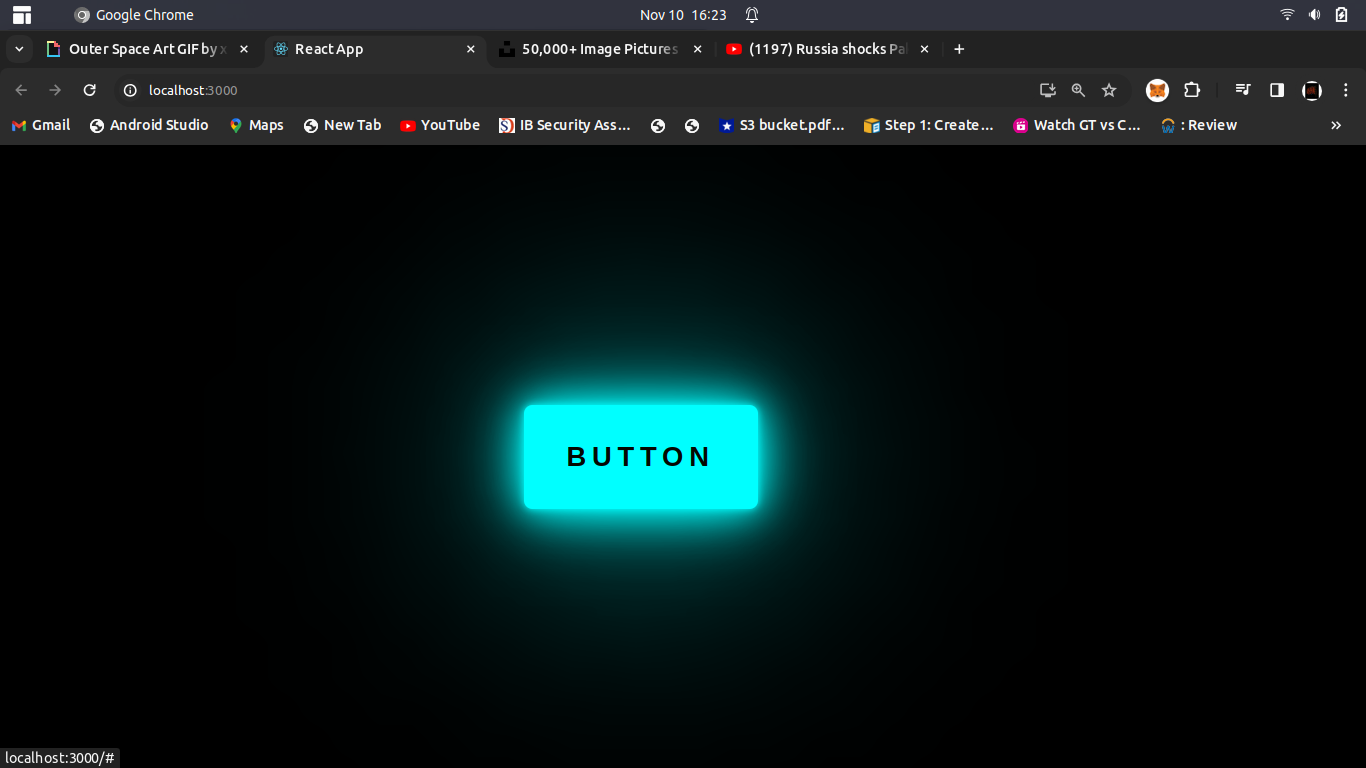 Google Chrome
Nov 10 16:23
Outer Space Art GIF by x
React App
50,000+ Image Pictures
(1197) Russia shocks Pal
localhost:3000
Gmail
Android Studio
Maps
New Tab
YouTube
IB Security Ass...
S3 bucket.pdf...
Step 1: Create...
Watch GT vs C...
: Review
BUTTON
localhost:3000/#